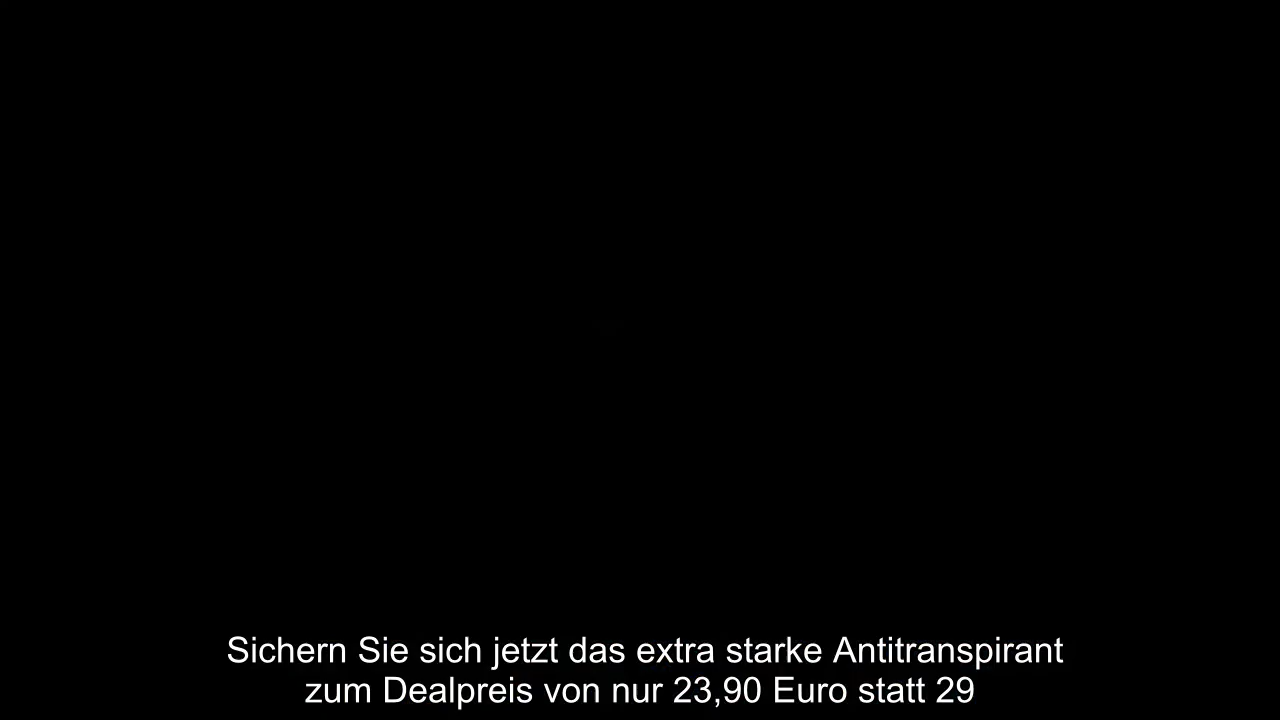 Sichern Sie sich jetzt das extra starke Antitranspirant
zum Dealpreis von nur 23,90 Euro statt 29